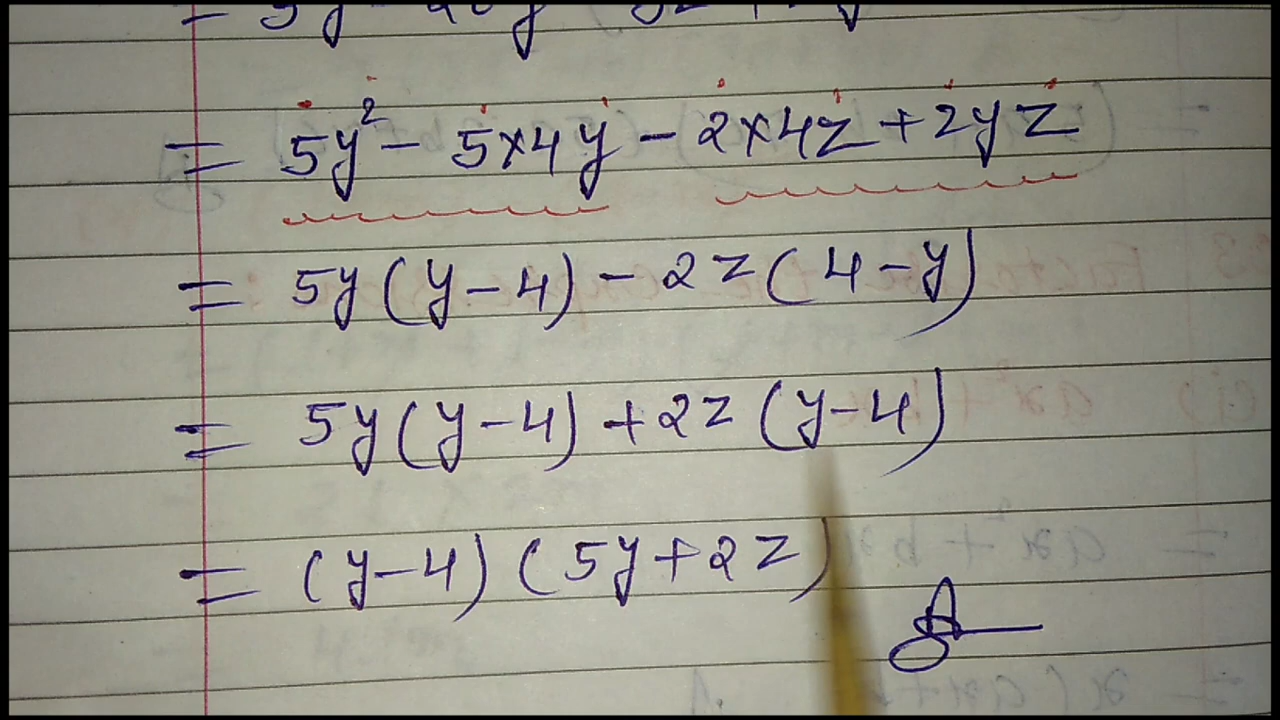 = 5y² - 5×4y - 2×4z + 2yz
= 5y(y-4) - 2z(4-y)
= 5y(y-4) + 2z(y-4)
= (y-4)(5y+2z)